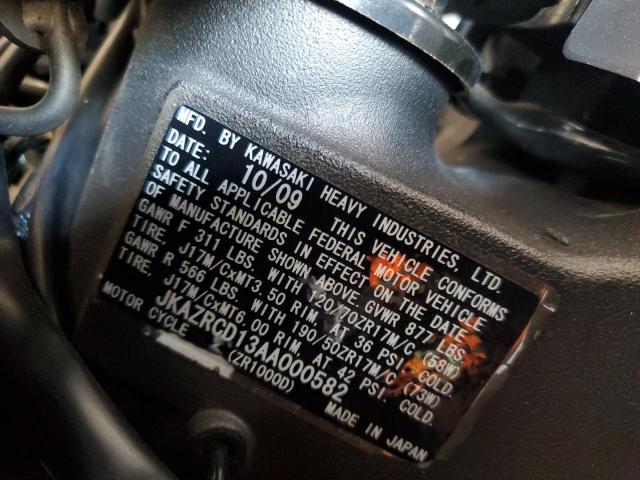 MFD. BY KAWASAKI HEAVY INDUSTRIES, LTD.
DATE: 10/09 THIS VEHICLE CONFORMS
TO ALL APPLICABLE FEDERAL MOTOR VEHICLE
SAFETY STANDARDS IN EFFECT ON THE DATE
OF MANUFACTURE SHOWN ABOVE. GVWR 877 LBS.
GAWR F 311 LBS. WITH 120/70ZR17M/C (58W)
TIRE, J17M/CxMT3.50 RIM, AT 36 PSI COLD.
GAWR R 566 LBS. WITH 190/50ZR17M/C (73W)
TIRE, J17M/CxMT6.00 RIM, AT 42 PSI COLD.
JKAZRCD13AA000582
MOTOR CYCLE (ZR1000D) MADE IN JAPAN